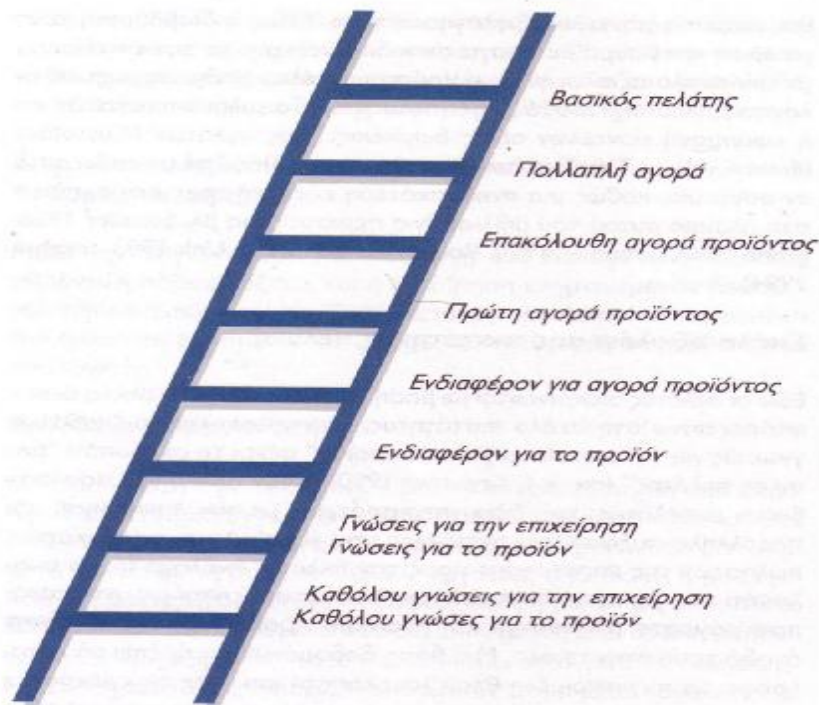 Βασικός πελάτης
Πολλαπλή αγορά
Επακόλουθη αγορά προϊόντος
Πρώτη αγορά προϊόντος
Ενδιαφέρον για αγορά προϊόντος
Ενδιαφέρον για το προϊόν
Γνώσεις για την επιχείρηση
Γνώσεις για το προϊόν
Καθόλου γνώσεις για την επιχείρηση
Καθόλου γνώσες για το προϊόν